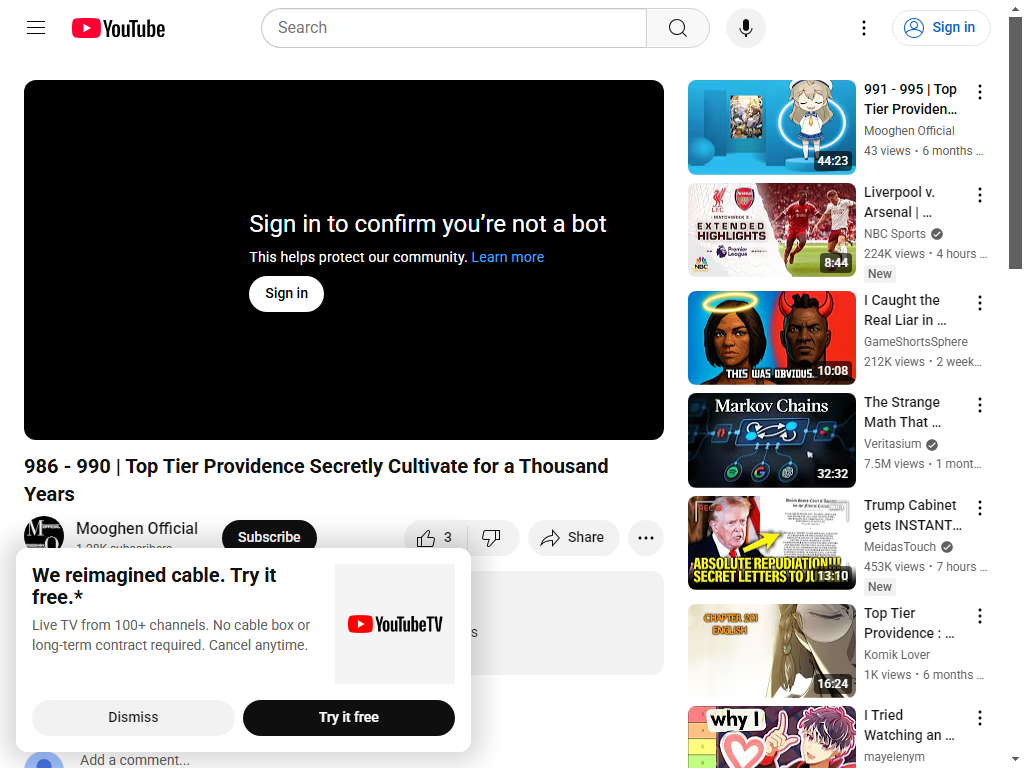 YouTube
Search
Sign in
Sign in to confirm you’re not a bot
This helps protect our community. Learn more
Sign in
986 - 990 | Top Tier Providence Secretly Cultivate for a Thousand
Years
Mooghen Official
Subscribe
3
Share
We reimagined cable. Try it
free.*
Live TV from 100+ channels. No cable box or
long-term contract required. Cancel anytime.
YouTubeTV
Dismiss
Try it free
Add a comment...
44:23
991 - 995 | Top
Tier Providen...
Mooghen Official
43 views • 6 months ...
LFC
Arsenal
MATCHWEEK 3
EXTENDED
HIGHLIGHTS
Premier
League
NBC
8:44
Liverpool v.
Arsenal | ...
NBC Sports
224K views • 4 hours ...
New
THIS WAS OBVIOUS...
10:08
I Caught the
Real Liar in ...
GameShortsSphere
212K views • 2 week...
Markov Chains
32:32
The Strange
Math That ...
Veritasium
7.5M views • 1 mont...
REC
ABSOLUTE REPUDIATION!!!
SECRET LETTERS TO JU
13:10
Trump Cabinet
gets INSTANT...
MeidasTouch
453K views • 7 hours ...
New
CHAPTER 201
ENGLISH
16:24
Top Tier
Providence : ...
Komik Lover
1K views • 6 months ...
why I
I Tried
Watching an ...
mayelenym